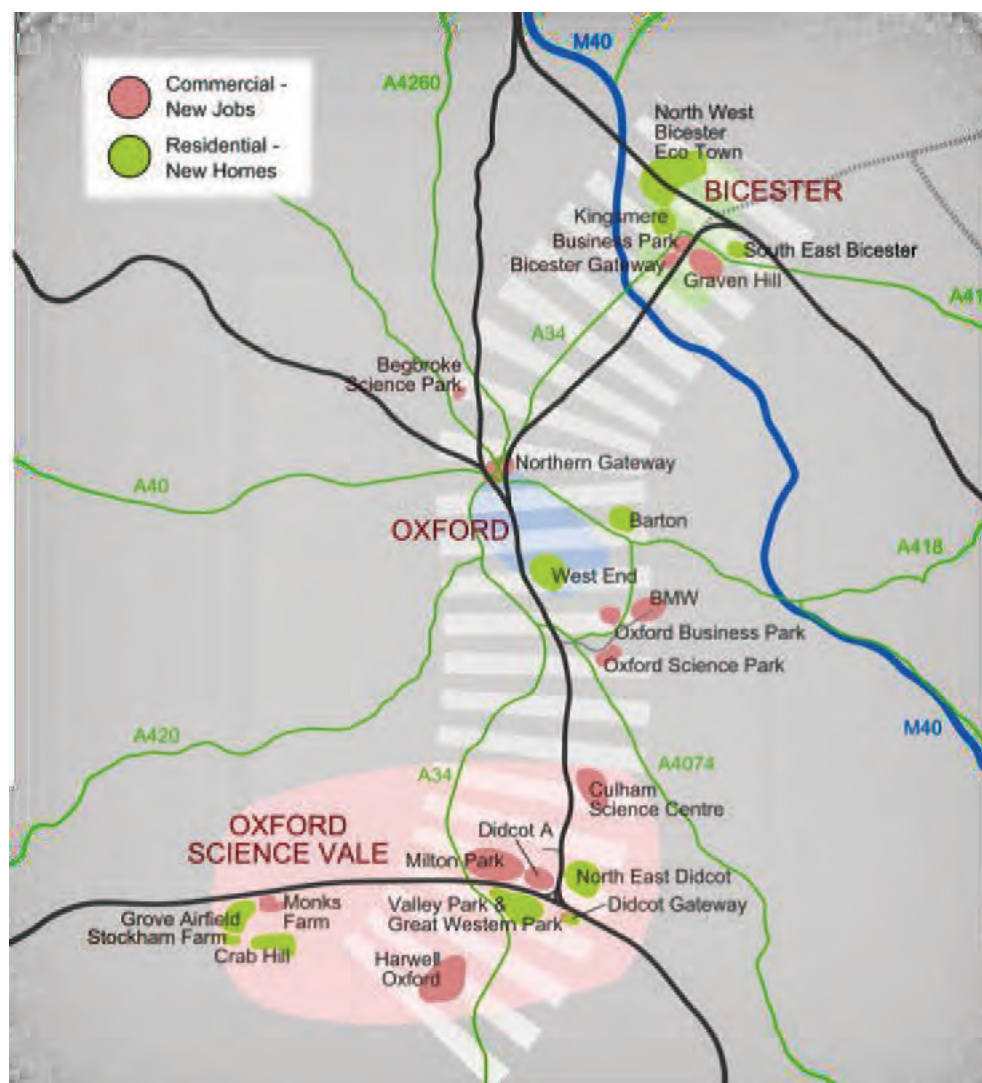 M40
A4260
Commercial -
New Jobs
Residential -
New Homes
North West
Bicester
Eco Town
BICESTER
Kingsmere
Business Park
South East Bicester
Bicester Gateway
Graven Hill
A41
A34
Begbroke
Science Park
Northern Gateway
A40
OXFORD
Barton
A418
West End
BMW
Oxford Business Park
Oxford Science Park
A420
M40
A34
A4074
Culham
Science Centre
OXFORD
SCIENCE VALE
Didcot A
Milton Park
North East Didcot
Valley Park &
Great Western Park
Didcot Gateway
Monks
Farm
Grove Airfield
Stockham Farm
Crab Hill
Harwell
Oxford